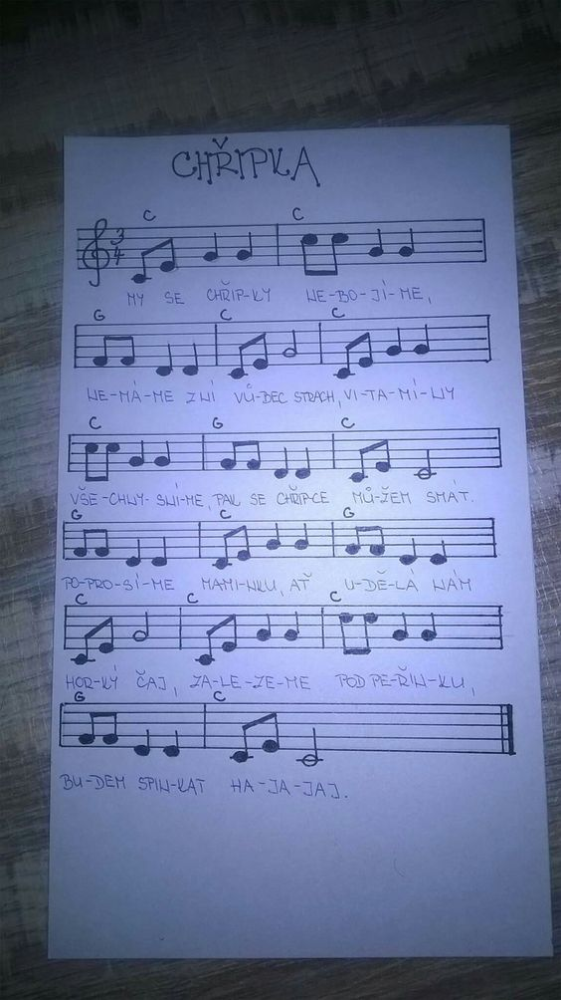 CHŘIPKA
C C
3
4
MY SE CHŘIP-KY NE-BO-JÍ-ME,
G C C
NE-MÁ-ME Z NÍ VŮ-BEC STRACH, VI-TA-MÍ-NY
C G C
VŠE-CHNY SNÍ-ME, PAK SE CHŘIPCE MŮ-ŽEM SMÁT.
G C G
PO-PRO-SÍ-ME MAMI-NKU, AŤ U-DĚ-LÁ NÁM
C C C
HOR-KÝ ČAJ, ZA-LE-ZE-ME POD PE-ŘIN-KU,
G C
BU-DEM SPIN-KAT HA-JA-JAJ.